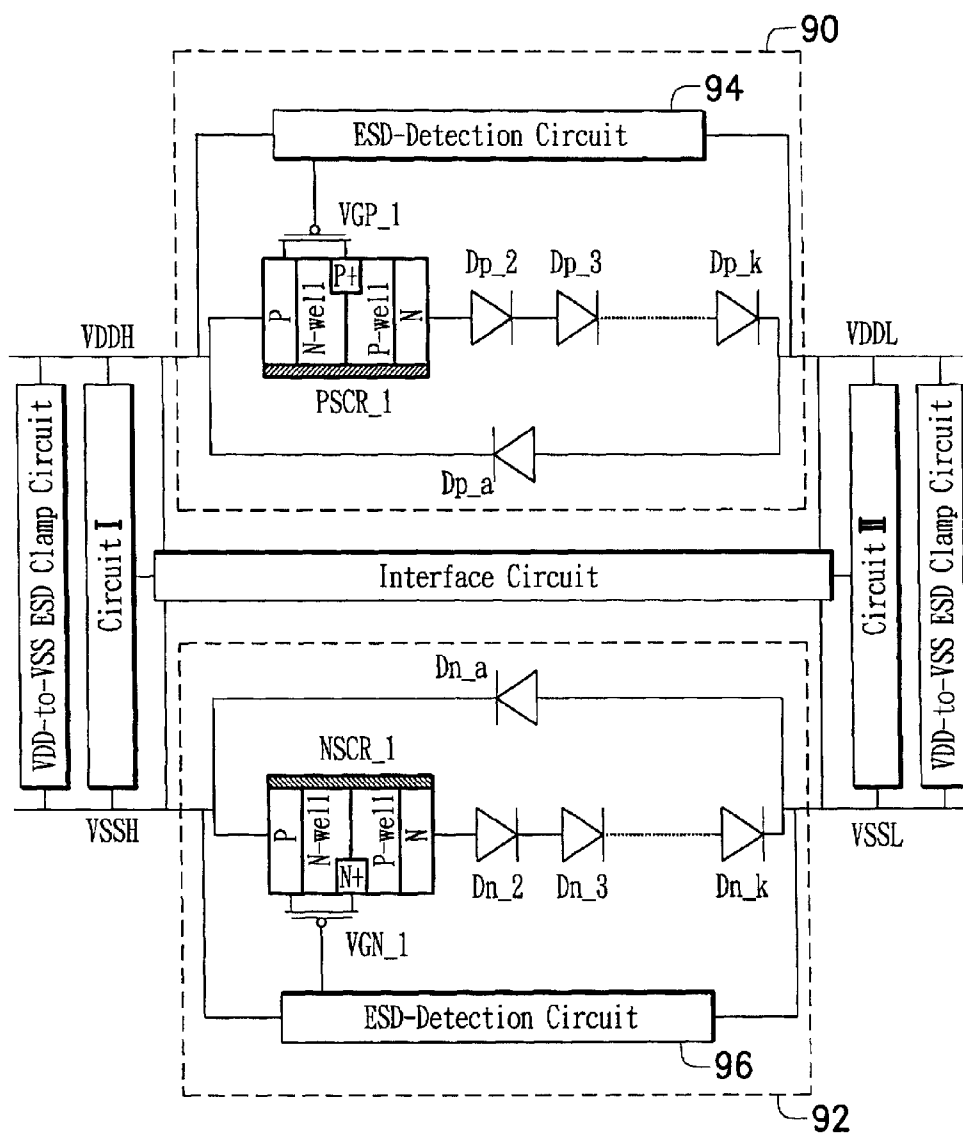 90
94
ESD-Detection Circuit
VGP_1
P
N-well
P+
P-well
N
Dp_2
Dp_3
Dp_k
VDDH
VDDL
PSCR_1
Dp_a
VDD-to-VSS ESD Clamp Circuit
Circuit I
Interface Circuit
Circuit III
VDD-to-VSS ESD Clamp Circuit
Dn_a
NSCR_1
P
N-well
N+
P-well
N
Dn_2
Dn_3
Dn_k
VSSH
VSSL
VGN_1
ESD-Detection Circuit
96
92